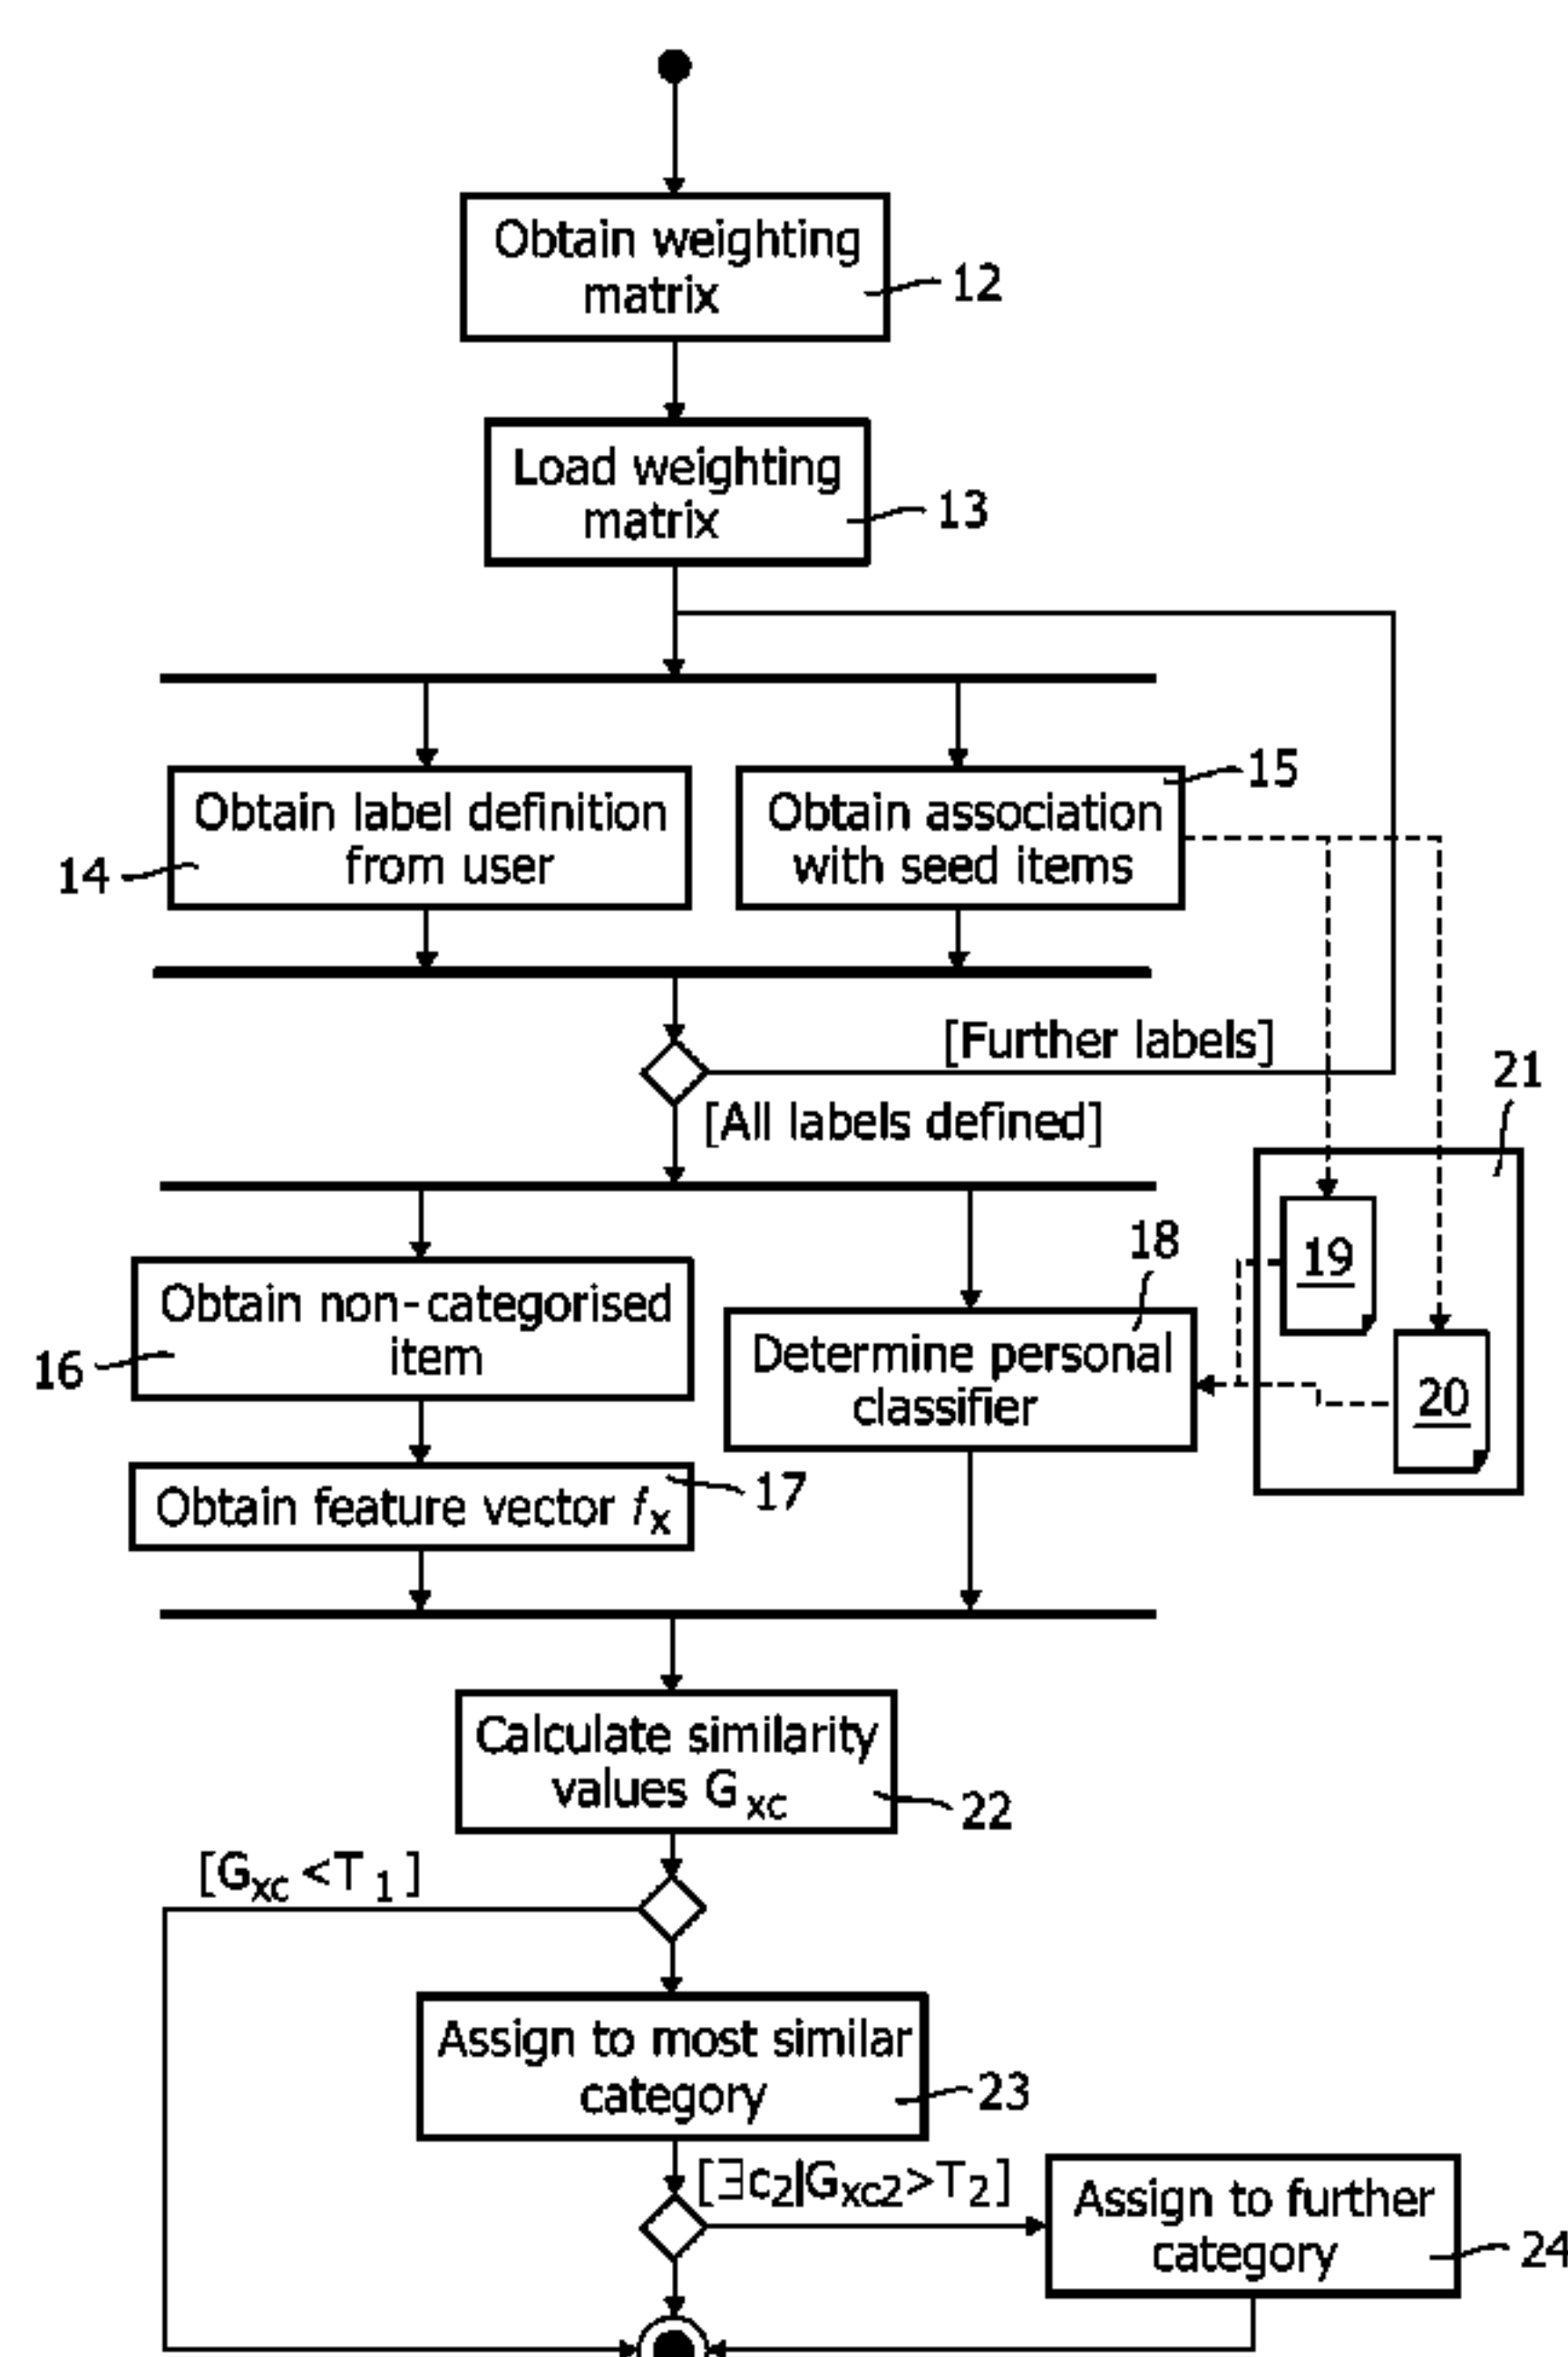 Obtain weighting
matrix
12
Load weighting
matrix
13
15
Obtain label definition
from user
Obtain association
with seed items
14
[Further labels]
21
[All labels defined]
18
19
Obtain non-categorised
item
16
Determine personal
classifier
20
Obtain feature vector fx
17
Calculate similarity
values Gxc
22
[Gxc <T1]
Assign to most similar
category
23
[∃c2|Gxc2>T2]
Assign to further
category
24